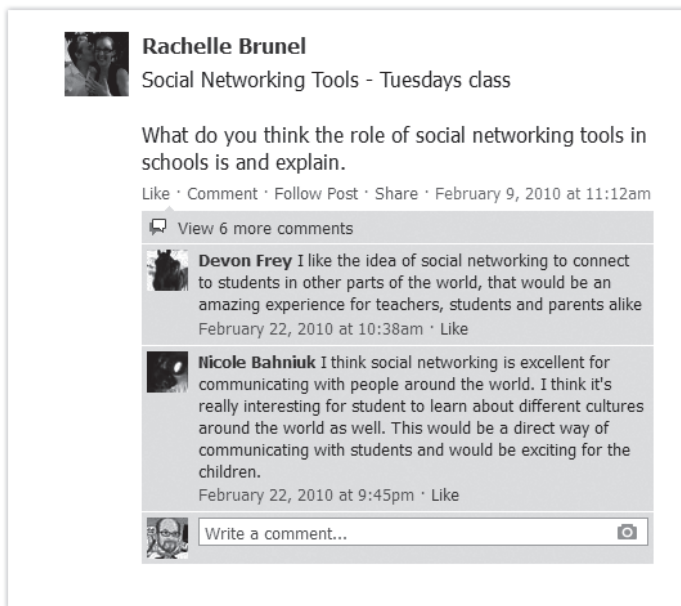 Rachelle Brunel
Social Networking Tools - Tuesdays class
What do you think the role of social networking tools in
schools is and explain.
Like · Comment · Follow Post · Share · February 9, 2010 at 11:12am
View 6 more comments
Devon Frey I like the idea of social networking to connect
to students in other parts of the world, that would be an
amazing experience for teachers, students and parents alike
February 22, 2010 at 10:38am · Like
Nicole Bahniuk I think social networking is excellent for
communicating with people around the world. I think it's
really interesting for student to learn about different cultures
around the world as well. This would be a direct way of
communicating with students and would be exciting for the
children.
February 22, 2010 at 9:45pm · Like
Write a comment...